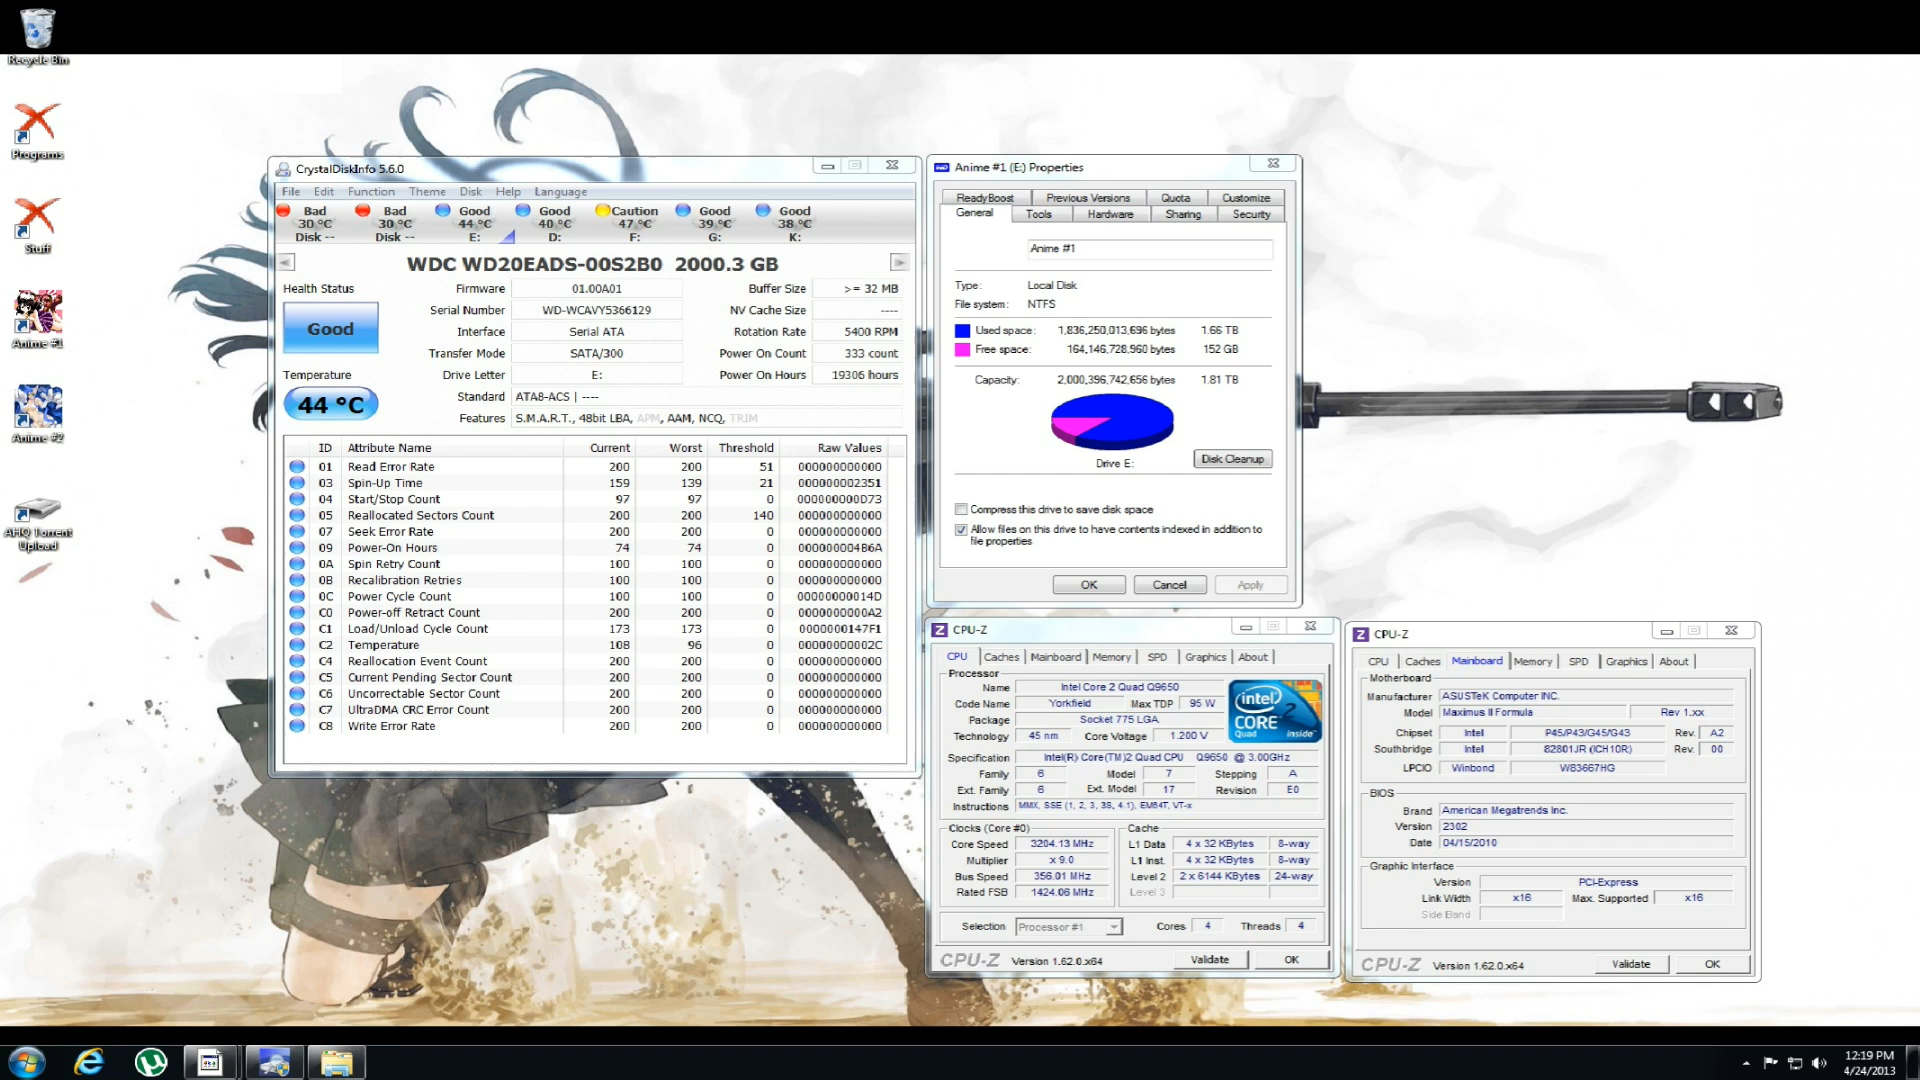 Recycle Bin
Programs
Stuff
Anime #1
Anime #2
AHQ Torrent
Upload
CrystalDiskInfo 5.6.0
File Edit Function Theme Disk Help Language
Bad Bad Good Good Caution Good Good
30 °C 30 °C 44 °C 40 °C 47 °C 39 °C 38 °C
Disk -- Disk -- E: D: F: G: K:
WDC WD20EADS-00S2B0 2000.3 GB
Health Status
Good
Temperature
44 °C
Firmware 01.00A01 Buffer Size >= 32 MB
Serial Number WD-WCAVY5366129 NV Cache Size ----
Interface Serial ATA Rotation Rate 5400 RPM
Transfer Mode SATA/300 Power On Count 333 count
Drive Letter E: Power On Hours 19306 hours
Standard ATA8-ACS | ----
Features S.M.A.R.T., 48bit LBA, APM, AAM, NCQ, TRIM
ID Attribute Name Current Worst Threshold Raw Values
01 Read Error Rate 200 200 51 000000000000
03 Spin-Up Time 159 139 21 000000002351
04 Start/Stop Count 97 97 0 000000000D73
05 Reallocated Sectors Count 200 200 140 000000000000
07 Seek Error Rate 200 200 0 000000000000
09 Power-On Hours 74 74 0 000000004B6A
0A Spin Retry Count 100 100 0 000000000000
0B Recalibration Retries 100 100 0 000000000000
0C Power Cycle Count 100 100 0 00000000014D
C0 Power-off Retract Count 200 200 0 0000000000A2
C1 Load/Unload Cycle Count 173 173 0 0000000147F1
C2 Temperature 108 96 0 00000000002C
C4 Reallocation Event Count 200 200 0 000000000000
C5 Current Pending Sector Count 200 200 0 000000000000
C6 Uncorrectable Sector Count 200 200 0 000000000000
C7 UltraDMA CRC Error Count 200 200 0 000000000000
C8 Write Error Rate 200 200 0 000000000000
Anime #1 (E:) Properties
ReadyBoost Previous Versions Quota Customize
General Tools Hardware Sharing Security
Anime #1
Type: Local Disk
File system: NTFS
Used space: 1,836,250,013,696 bytes 1.66 TB
Free space: 164,146,728,960 bytes 152 GB
Capacity: 2,000,396,742,656 bytes 1.81 TB
Drive E:
Disk Cleanup
Compress this drive to save disk space
Allow files on this drive to have contents indexed in addition to
file properties
OK Cancel Apply
CPU-Z
CPU Caches Mainboard Memory SPD Graphics About
Processor
Name Intel Core 2 Quad Q9650
Code Name Yorkfield Max TDP 95 W
Package Socket 775 LGA
Technology 45 nm Core Voltage 1.200 V
intel
CORE 2
Quad inside
Specification Intel(R) Core(TM)2 Quad CPU Q9650 @ 3.00GHz
Family 6 Model 7 Stepping A
Ext. Family 6 Ext. Model 17 Revision E0
Instructions MMX, SSE (1, 2, 3, 3S, 4.1), EM64T, VT-x
Clocks (Core #0) Cache
Core Speed 3204.13 MHz L1 Data 4 x 32 KBytes 8-way
Multiplier x 9.0 L1 Inst. 4 x 32 KBytes 8-way
Bus Speed 356.01 MHz Level 2 2 x 6144 KBytes 24-way
Rated FSB 1424.06 MHz Level 3
Selection Processor #1 Cores 4 Threads 4
CPU-Z Version 1.62.0.x64 Validate OK
CPU-Z
CPU Caches Mainboard Memory SPD Graphics About
Motherboard
Manufacturer ASUSTeK Computer INC.
Model Maximus II Formula Rev 1.xx
Chipset Intel P45/P43/G45/G43 Rev. A2
Southbridge Intel 82801JR (ICH10R) Rev. 00
LPCIO Winbond W83667HG
BIOS
Brand American Megatrends Inc.
Version 2302
Date 04/15/2010
Graphic Interface
Version PCI-Express
Link Width x16 Max. Supported x16
Side Band
CPU-Z Version 1.62.0.x64 Validate OK
12:19 PM
4/24/2013